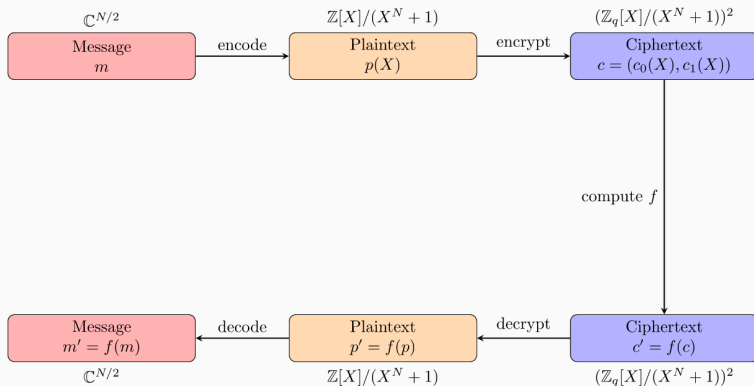 ℂ^{N/2}
ℤ[X]/(X^N + 1)
(ℤ_q[X]/(X^N + 1))^2
Message
m
encode
Plaintext
p(X)
encrypt
Ciphertext
c = (c_0(X), c_1(X))
compute f
Message
m′ = f(m)
decode
Plaintext
p′ = f(p)
decrypt
Ciphertext
c′ = f(c)
ℂ^{N/2}
ℤ[X]/(X^N + 1)
(ℤ_q[X]/(X^N + 1))^2